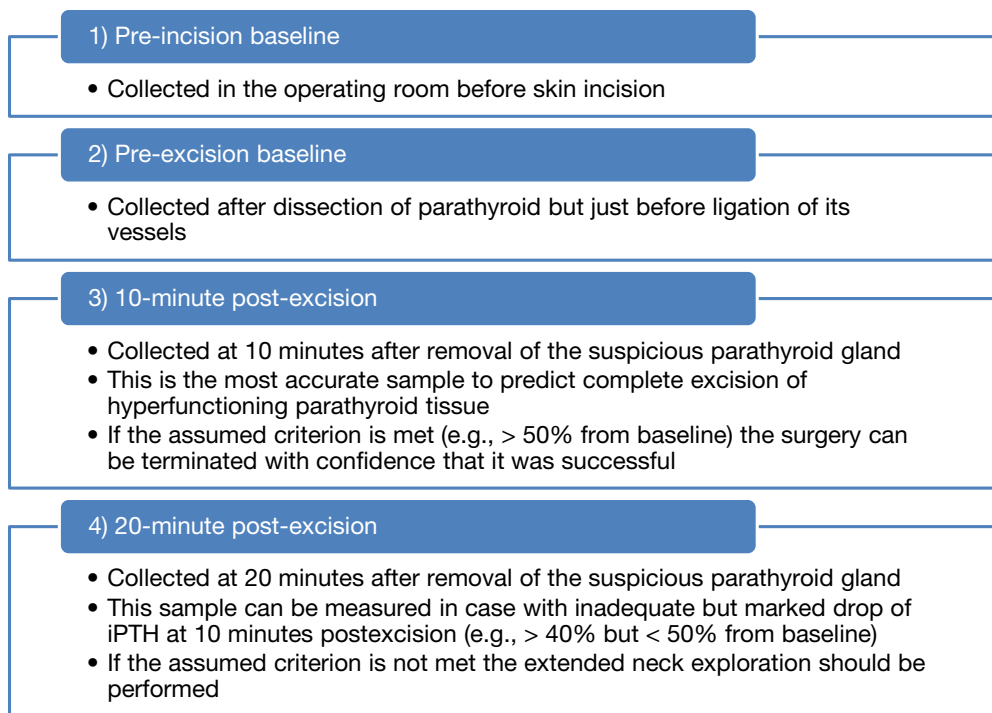 1) Pre-incision baseline
• Collected in the operating room before skin incision
2) Pre-excision baseline
• Collected after dissection of parathyroid but just before ligation of its
vessels
3) 10-minute post-excision
• Collected at 10 minutes after removal of the suspicious parathyroid gland
• This is the most accurate sample to predict complete excision of
hyperfunctioning parathyroid tissue
• If the assumed criterion is met (e.g., > 50% from baseline) the surgery can
be terminated with confidence that it was successful
4) 20-minute post-excision
• Collected at 20 minutes after removal of the suspicious parathyroid gland
• This sample can be measured in case with inadequate but marked drop of
iPTH at 10 minutes postexcision (e.g., > 40% but < 50% from baseline)
• If the assumed criterion is not met the extended neck exploration should be
performed